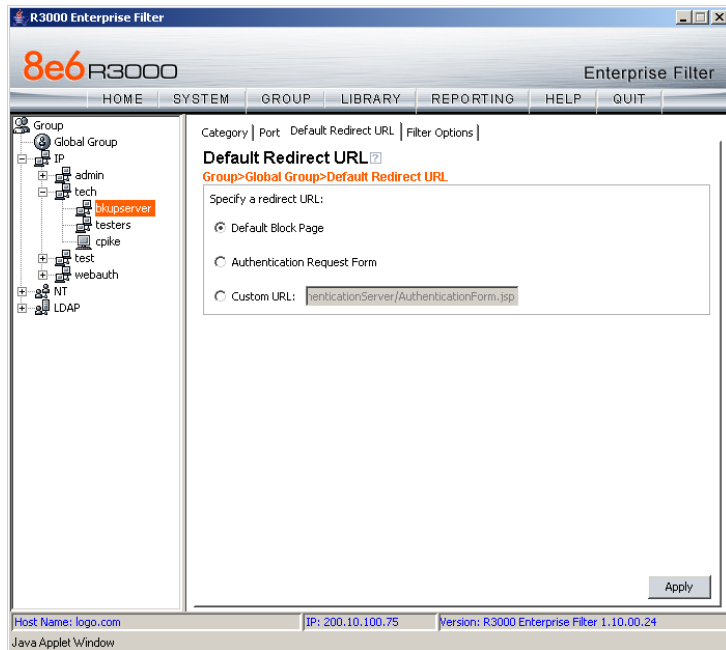 R3000 Enterprise Filter
8e6 R3000
Enterprise Filter
HOME SYSTEM GROUP LIBRARY REPORTING HELP QUIT
Group
Global Group
IP
admin
tech
bkupserver
testers
cpike
test
webauth
NT
LDAP
Category Port Default Redirect URL Filter Options
Default Redirect URL ?
Group>Global Group>Default Redirect URL
Specify a redirect URL:
Default Block Page
Authentication Request Form
Custom URL: henticationServer/AuthenticationForm.jsp
Apply
Host Name: logo.com IP: 200.10.100.75 Version: R3000 Enterprise Filter 1.10.00.24
Java Applet Window